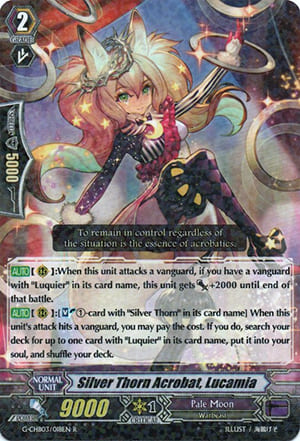 2
GRADE
SHIELD
5000
To remain in control regardless of
the situation is the essence of acrobatics.
AUTO [ ]:When this unit attacks a vanguard, if you have a vanguard
with "Luquier" in its card name, this unit gets +2000 until end of
that battle.
AUTO [ ]:[ ①-card with "Silver Thorn" in its card name] When this
unit's attack hits a vanguard, you may pay the cost. If you do, search your
deck for up to one card with "Luquier" in its card name, put it into your
soul, and shuffle your deck.
NORMAL
UNIT
Silver Thorn Acrobat, Lucamia
POWER
9000
1
CRITICAL
Pale Moon
Warbeast
G-CHB03/018EN R
ILLUST